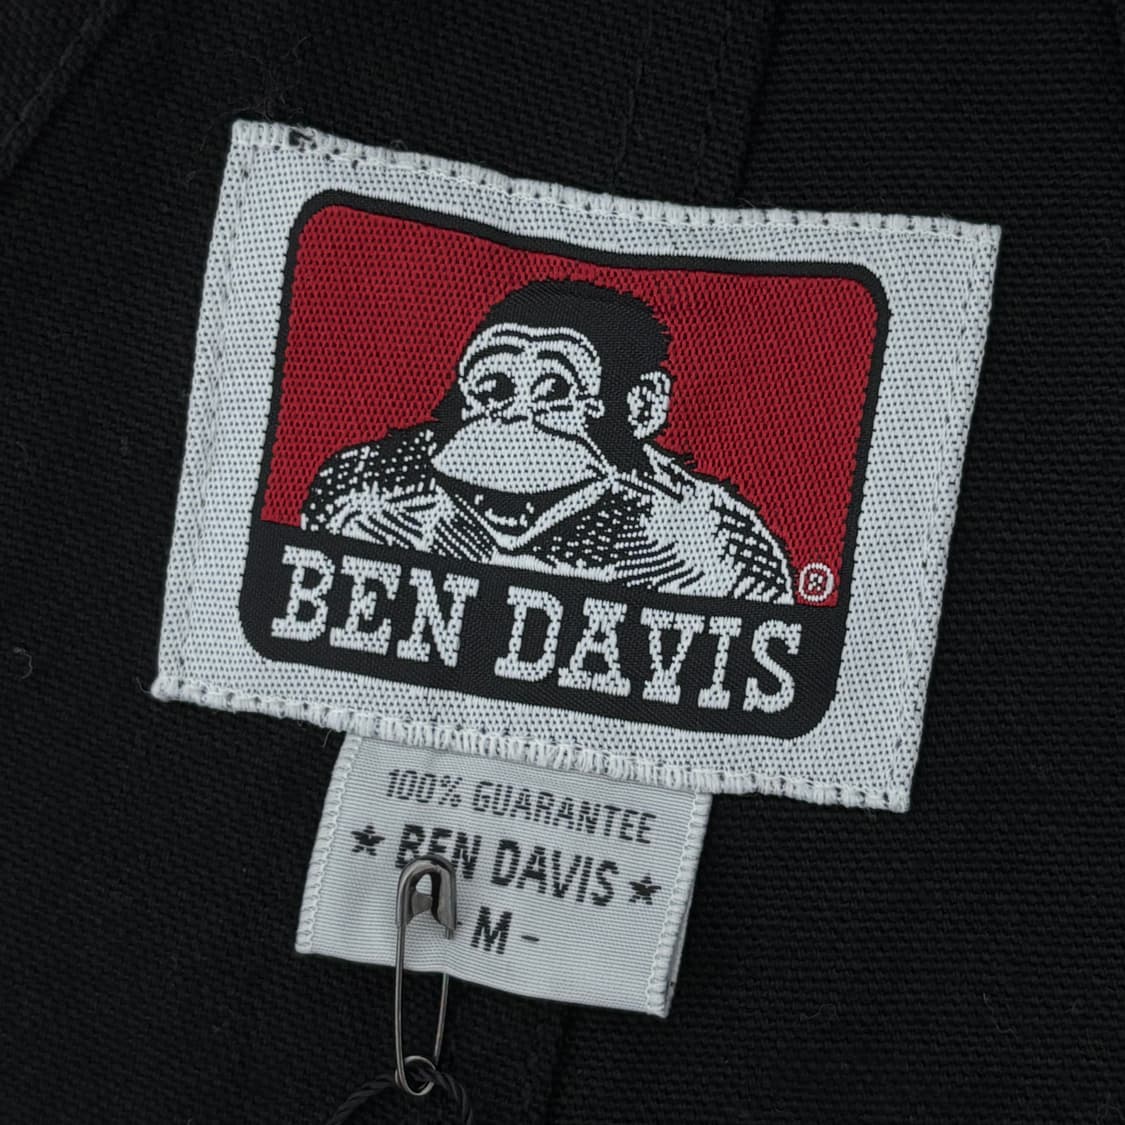 BEN DAVIS
®
100% GUARANTEE
★ BEN DAVIS ★
- M -